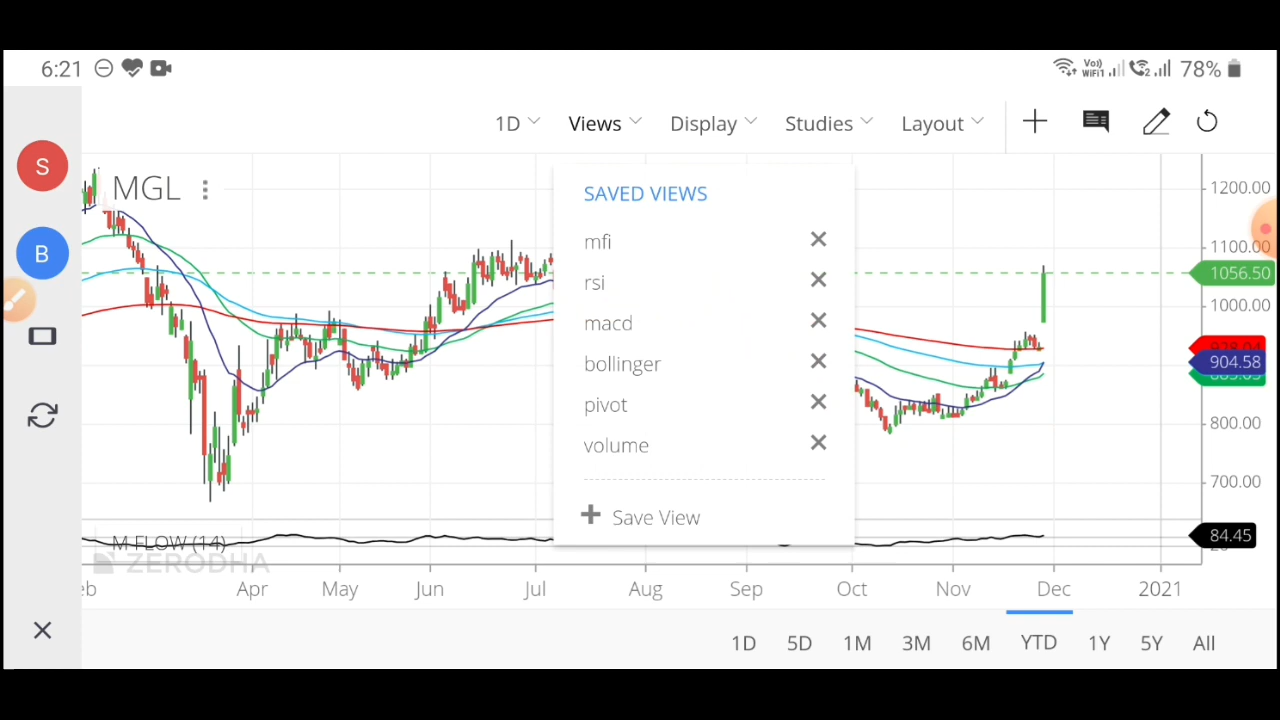 6:21 Vo) WiFi1 2 78%
1D Views Display Studies Layout
S
MGL
SAVED VIEWS
1200.00
mfi
1100.00
B
rsi
1056.50
1000.00
macd
bollinger
904.58
pivot
800.00
volume
700.00
Save View
M FLOW (14)
84.45
ZERODHA
Apr May Jun Jul Aug Sep Oct Nov Dec 2021
1D 5D 1M 3M 6M YTD 1Y 5Y All